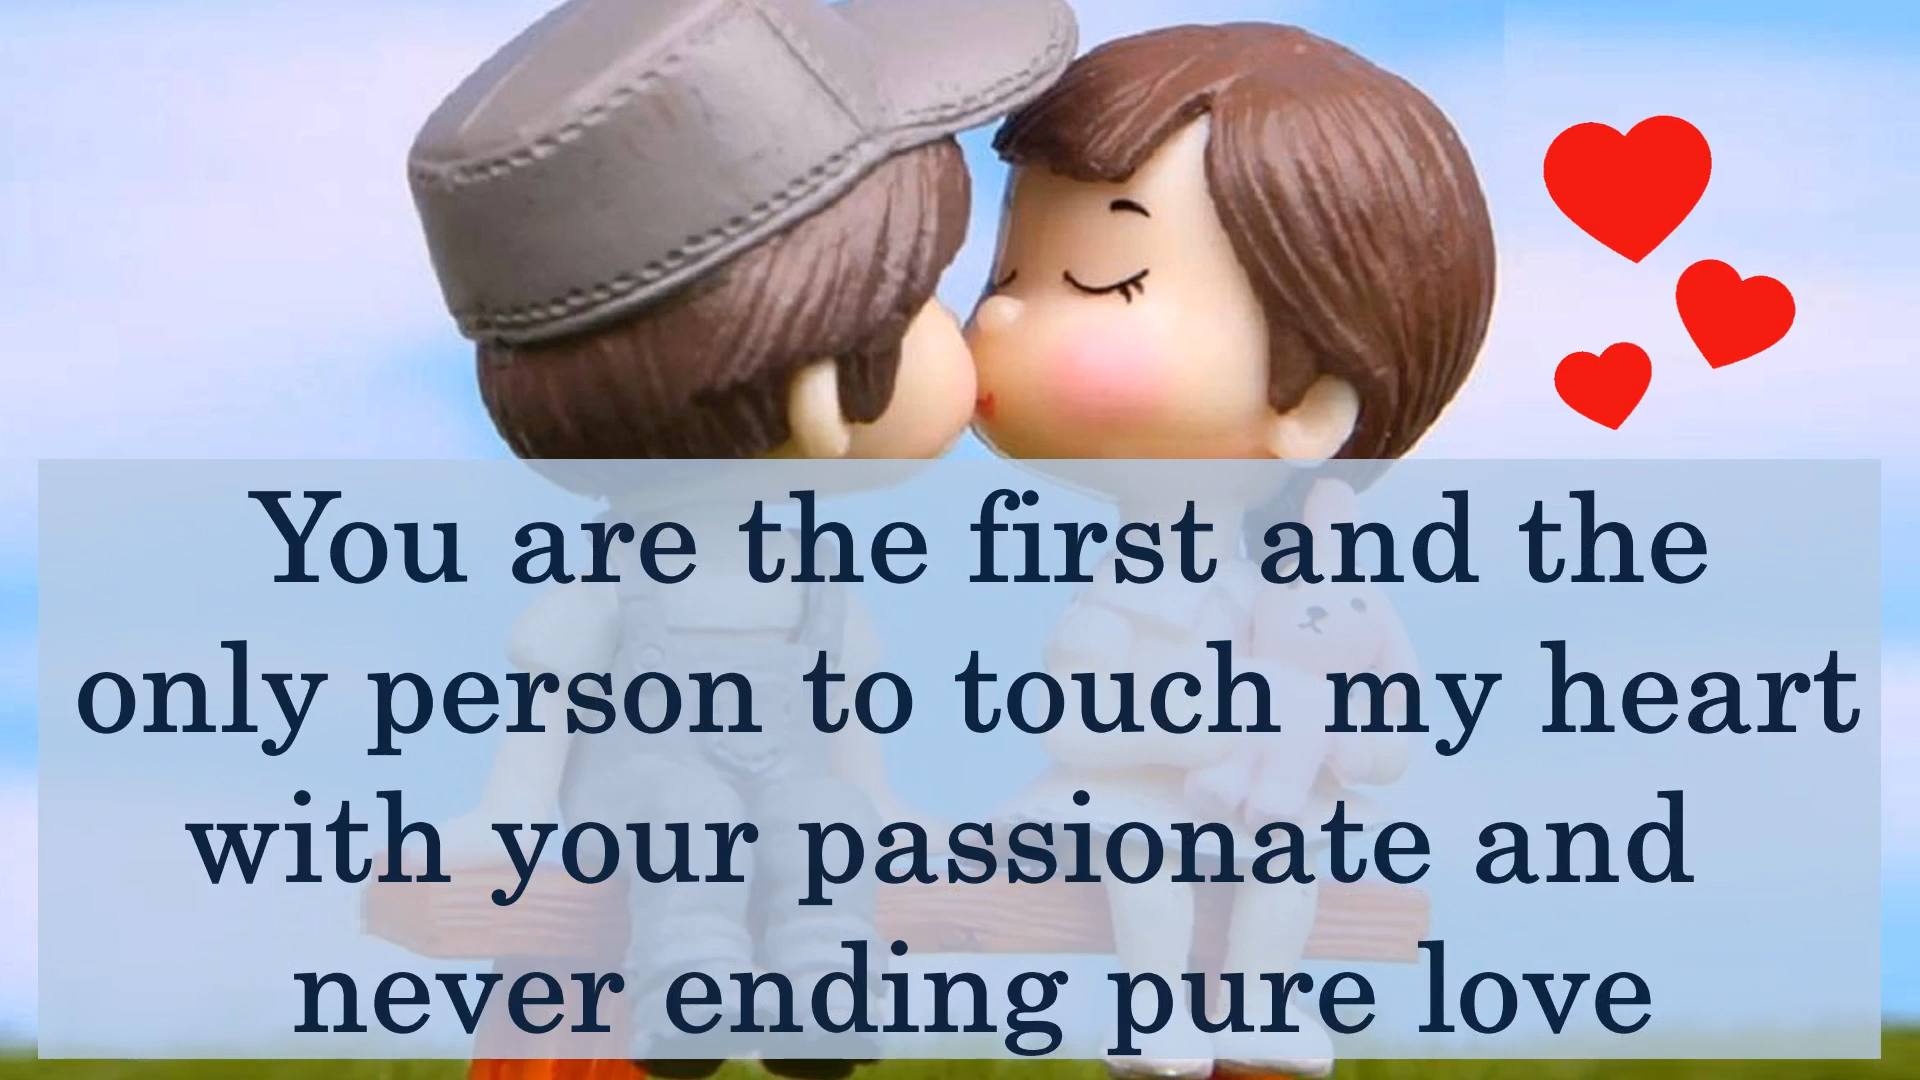 You are the first and the
only person to touch my heart
with your passionate and
never ending pure love